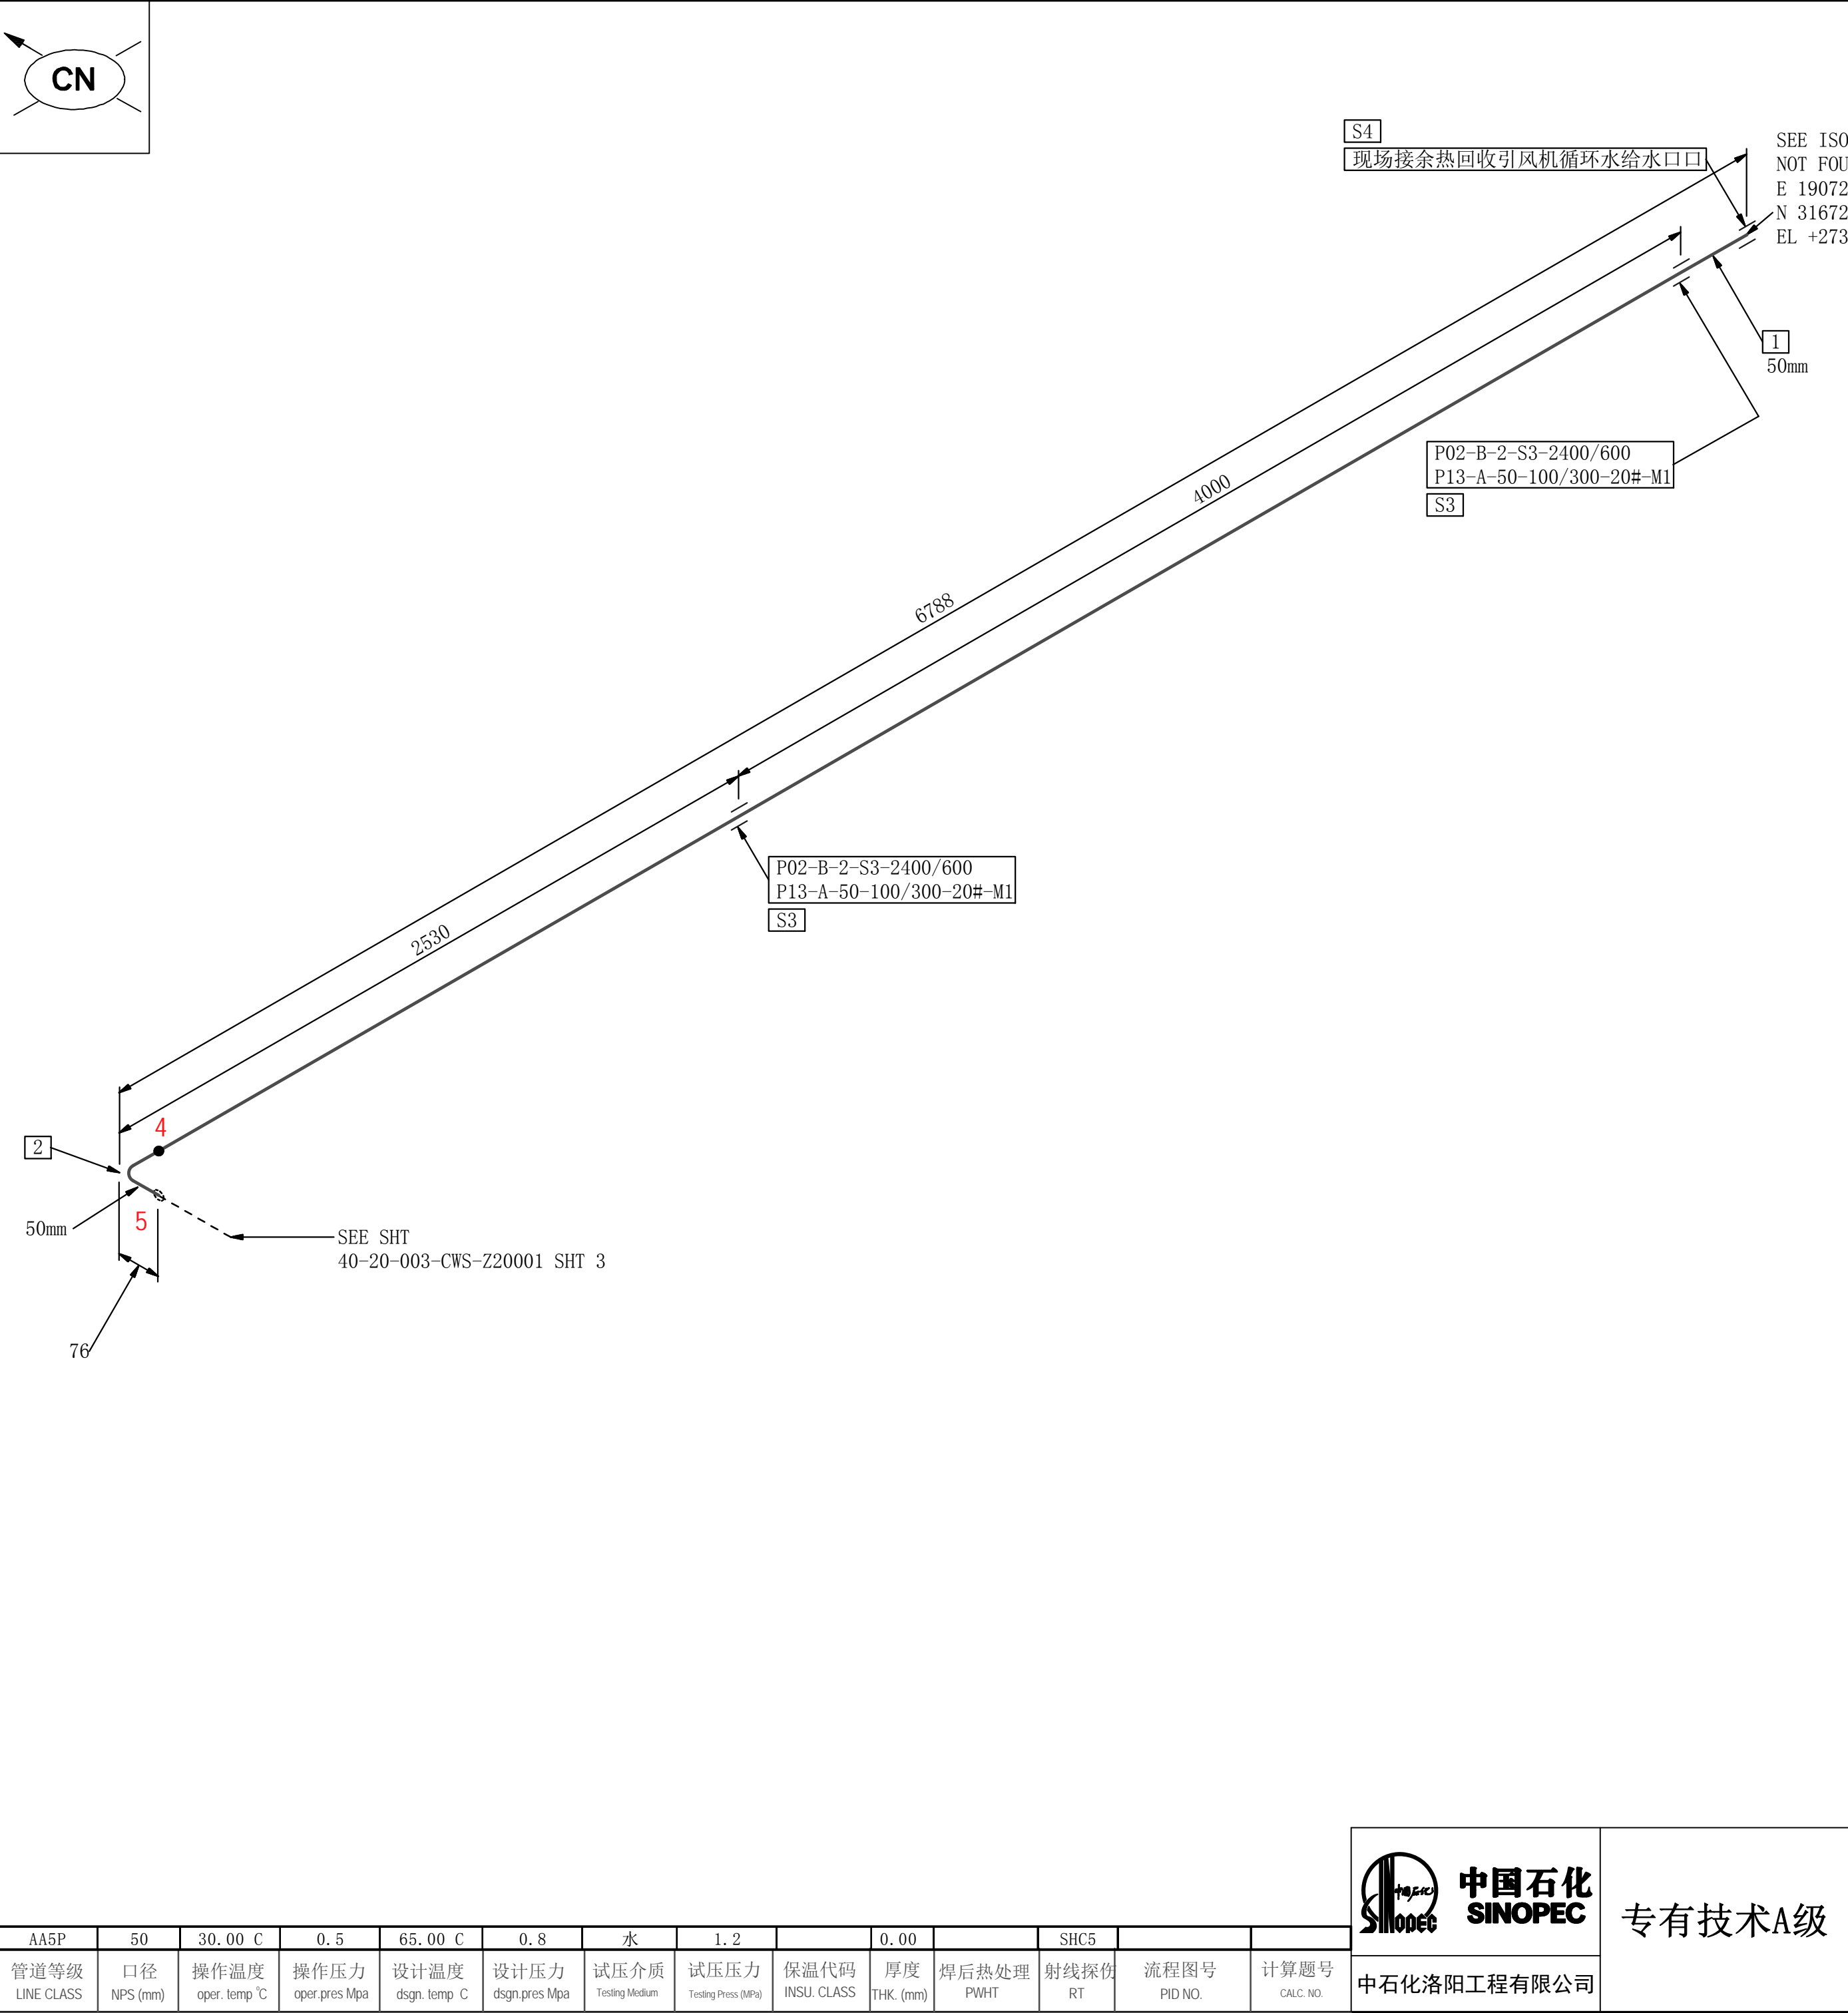 CN
S4
现场接余热回收引风机循环水给水口口
SEE ISO
NOT FOU
E 19072
N 31672
EL +273
1
50mm
P02-B-2-S3-2400/600
P13-A-50-100/300-20#-M1
S3
4000
6788
P02-B-2-S3-2400/600
P13-A-50-100/300-20#-M1
S3
2530
4
2
5
50mm
SEE SHT
40-20-003-CWS-Z20001 SHT 3
76
中国石化
SINOPEC
专有技术A级
中石化洛阳工程有限公司
AA5P 50 30.00 C 0.5 65.00 C 0.8 水 1.2 0.00 SHC5
管道等级 口径 操作温度 操作压力 设计温度 设计压力 试压介质 试压压力 保温代码 厚度 焊后热处理 射线探伤 流程图号 计算题号
LINE CLASS NPS (mm) oper. temp ℃ oper.pres Mpa dsgn. temp C dsgn.pres Mpa Testing Medium Testing Press (MPa) INSU. CLASS THK. (mm) PWHT RT PID NO. CALC. NO.